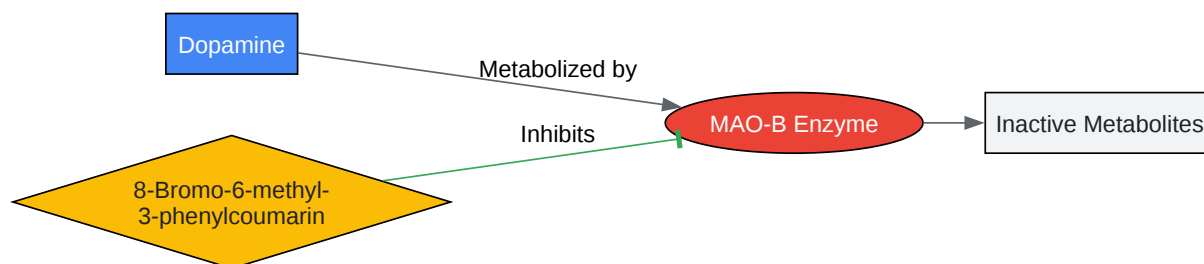 Dopamine
Metabolized by
Inhibits
MAO-B Enzyme
Inactive Metabolites
8-Bromo-6-methyl-
3-phenylcoumarin